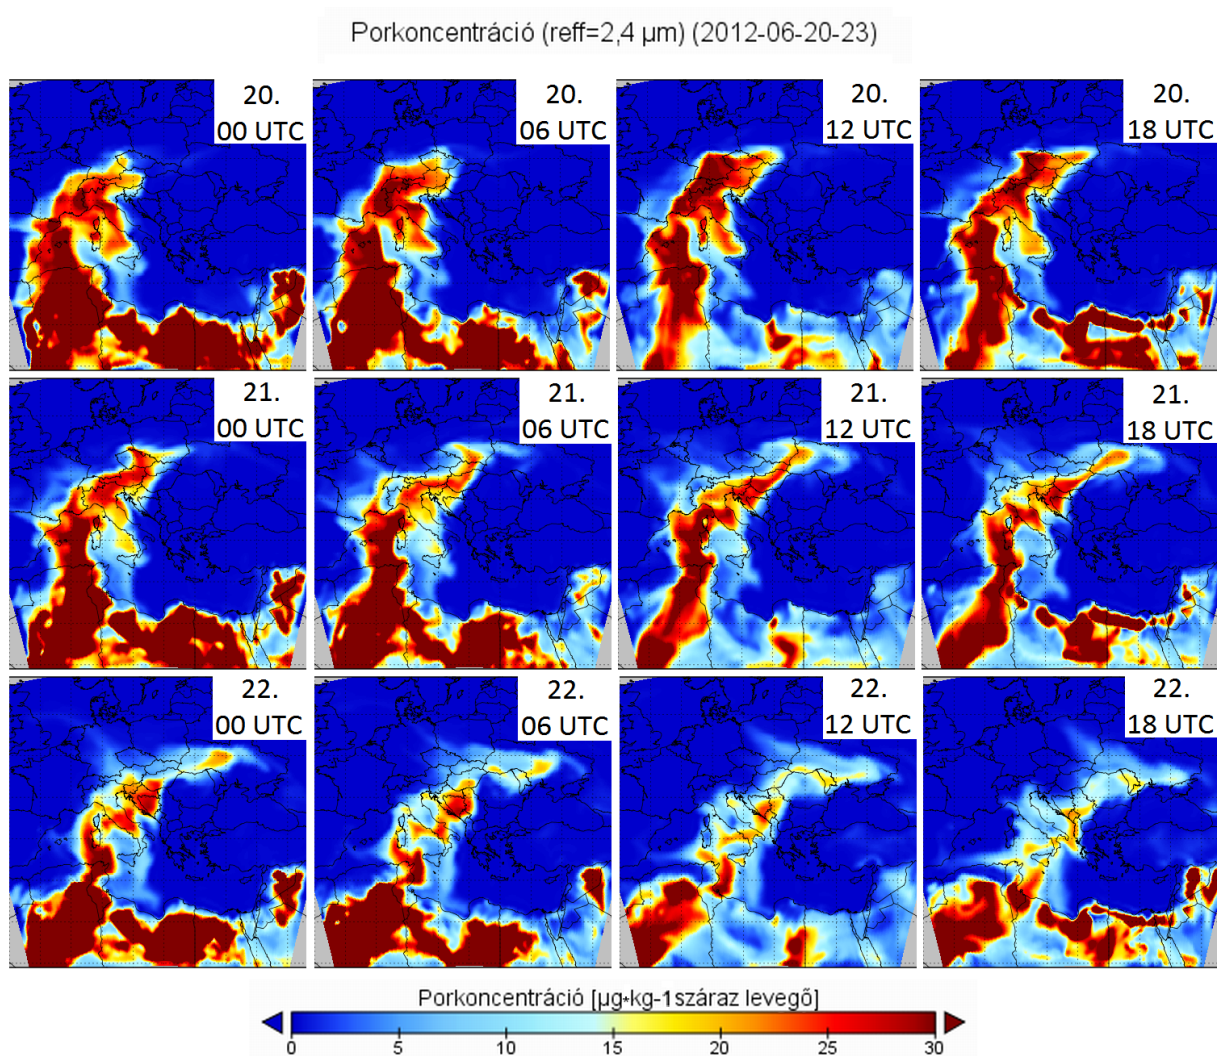 Porkoncentráció (reff=2,4 µm) (2012-06-20-23)
20.
00 UTC
20.
06 UTC
20.
12 UTC
20.
18 UTC
21.
00 UTC
21.
06 UTC
21.
12 UTC
21.
18 UTC
22.
00 UTC
22.
06 UTC
22.
12 UTC
22.
18 UTC
Porkoncentráció [µg*kg-1száraz levegő]
0 5 10 15 20 25 30